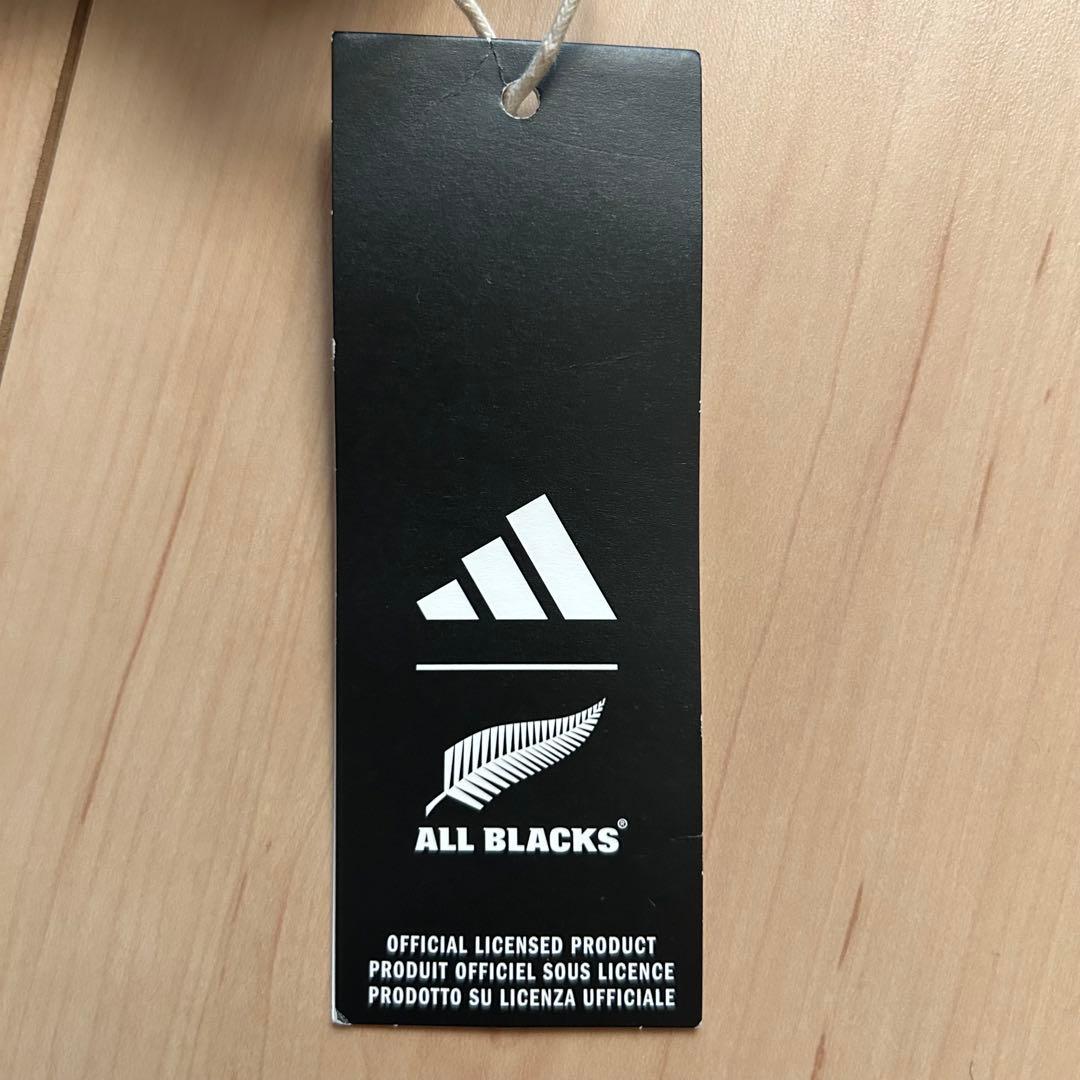 ALL BLACKS®
OFFICIAL LICENSED PRODUCT
PRODUIT OFFICIEL SOUS LICENCE
PRODOTTO SU LICENZA UFFICIALE